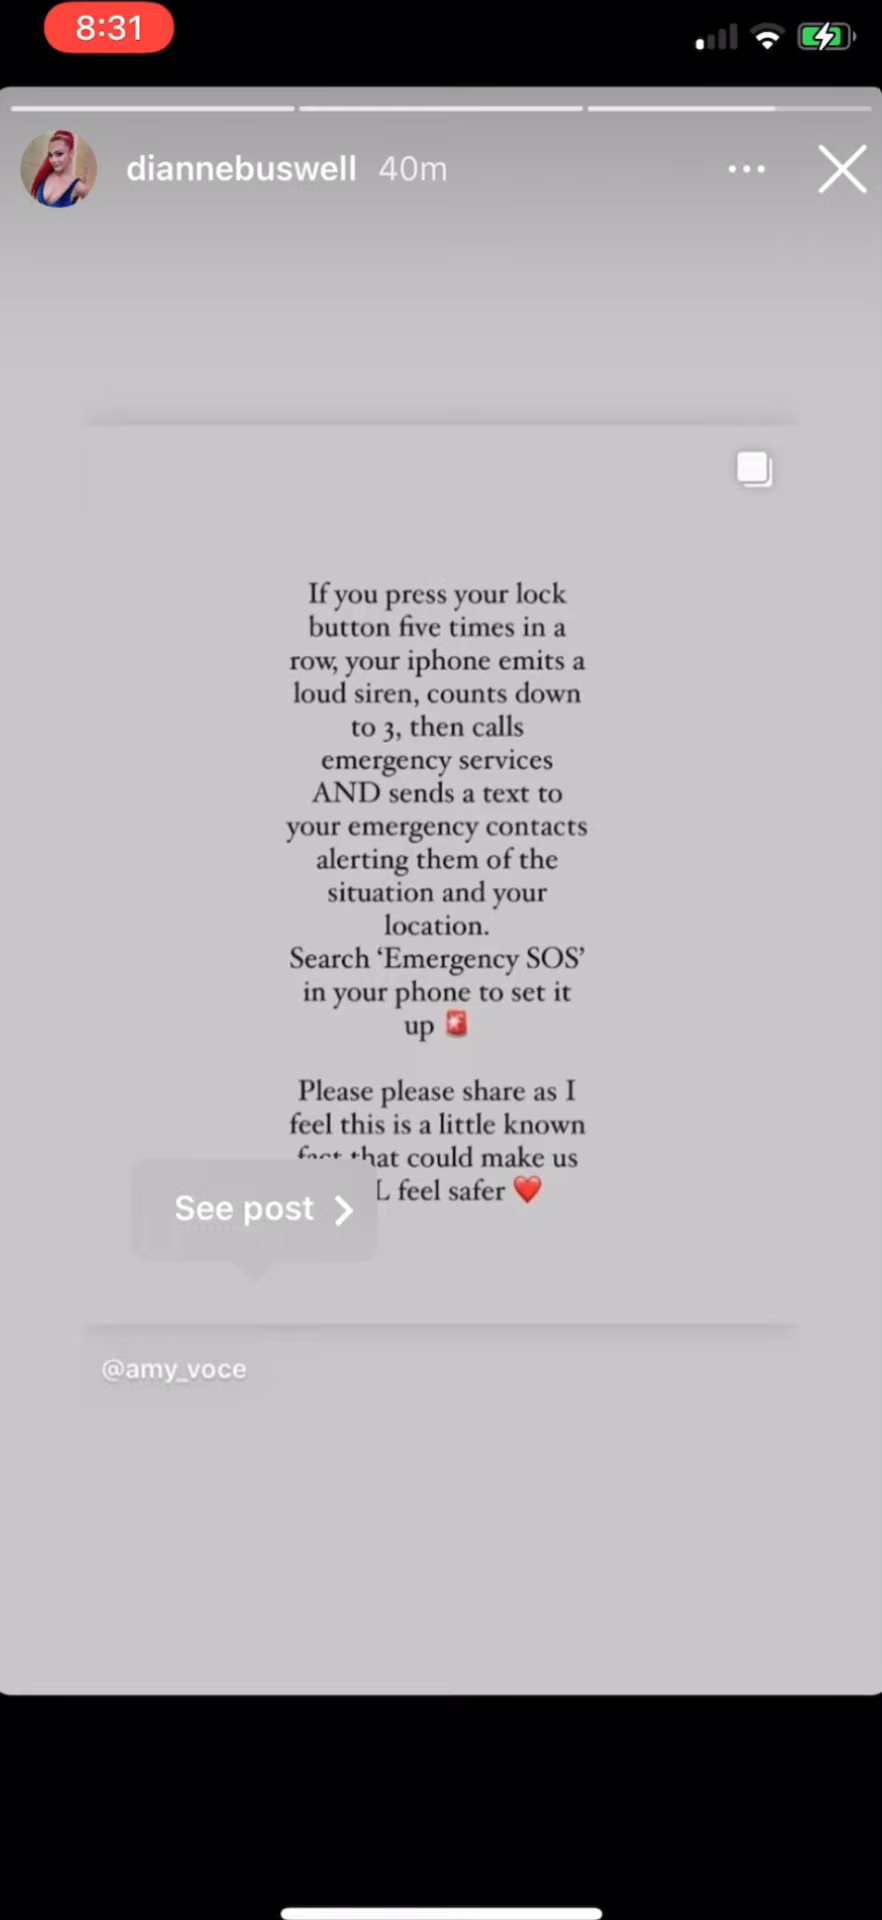 8:31
diannebuswell 40m
If you press your lock
button five times in a
row, your iphone emits a
loud siren, counts down
to 3, then calls
emergency services
AND sends a text to
your emergency contacts
alerting them of the
situation and your
location.
Search ‘Emergency SOS’
in your phone to set it
up 🚨
Please please share as I
feel this is a little known
fact that could make us
L feel safer ❤️
See post
@amy_voce